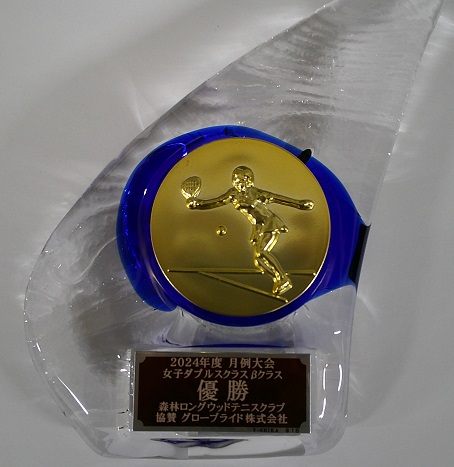 2024年度 月例大会
女子ダブルスクラス βクラス
優勝
森林ロングウッドテニスクラブ
協賛 グローブライド株式会社